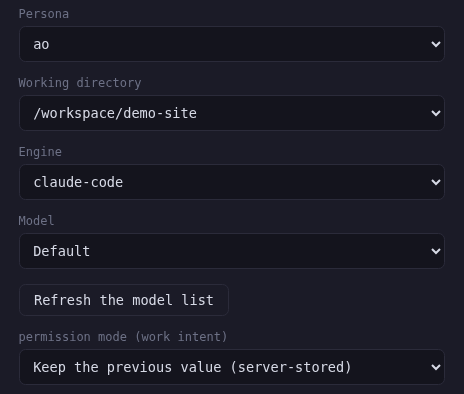 Persona
ao
Working directory
/workspace/demo-site
Engine
claude-code
Model
Default
Refresh the model list
permission mode (work intent)
Keep the previous value (server-stored)